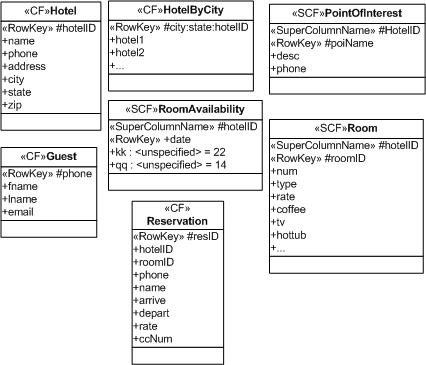 «CF»Hotel
«RowKey» #hotelID
+name
+phone
+address
+city
+state
+zip
«CF»HotelByCity
«RowKey» #city:state:hotelID
+hotel1
+hotel2
+...
«SCF»PointOfInterest
«SuperColumnName» #HotelID
«RowKey» #poiName
+desc
+phone
«SCF»RoomAvailability
«SuperColumnName» #hotelID
«RowKey» +date
+kk : <unspecified> = 22
+qq : <unspecified> = 14
«SCF»Room
«SuperColumnName» #hotelID
«RowKey» #roomID
+num
+type
+rate
+coffee
+tv
+hottub
+...
«CF»Guest
«RowKey» #phone
+fname
+lname
+email
«CF»
Reservation
«RowKey» #resID
+hotelID
+roomID
+phone
+name
+arrive
+depart
+rate
+ccNum